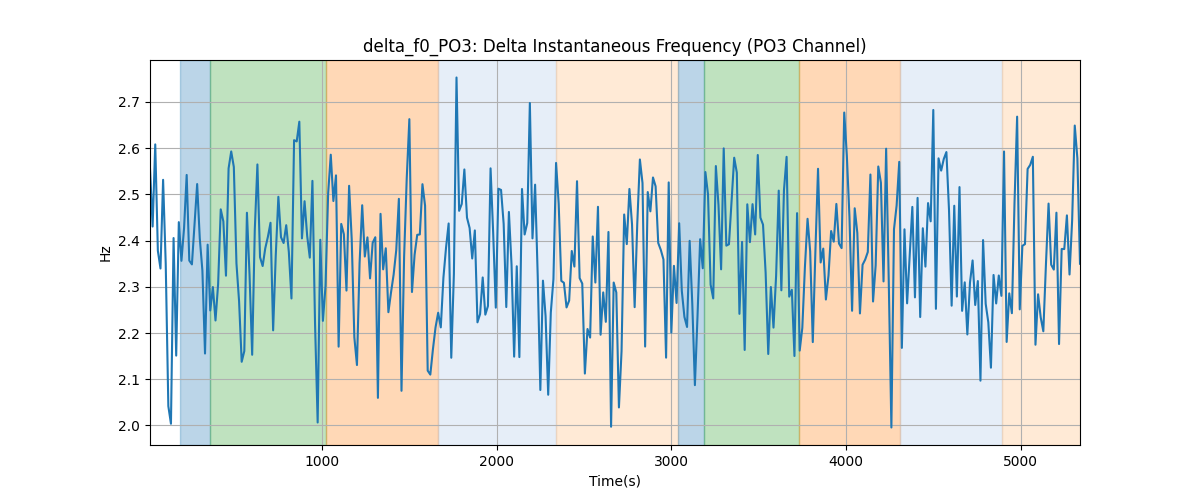 delta_f0_PO3: Delta Instantaneous Frequency (PO3 Channel)
2.7
2.6
2.5
2.4
2.3
2.2
2.1
2.0
Hz
1000 2000 3000 4000 5000
Time(s)